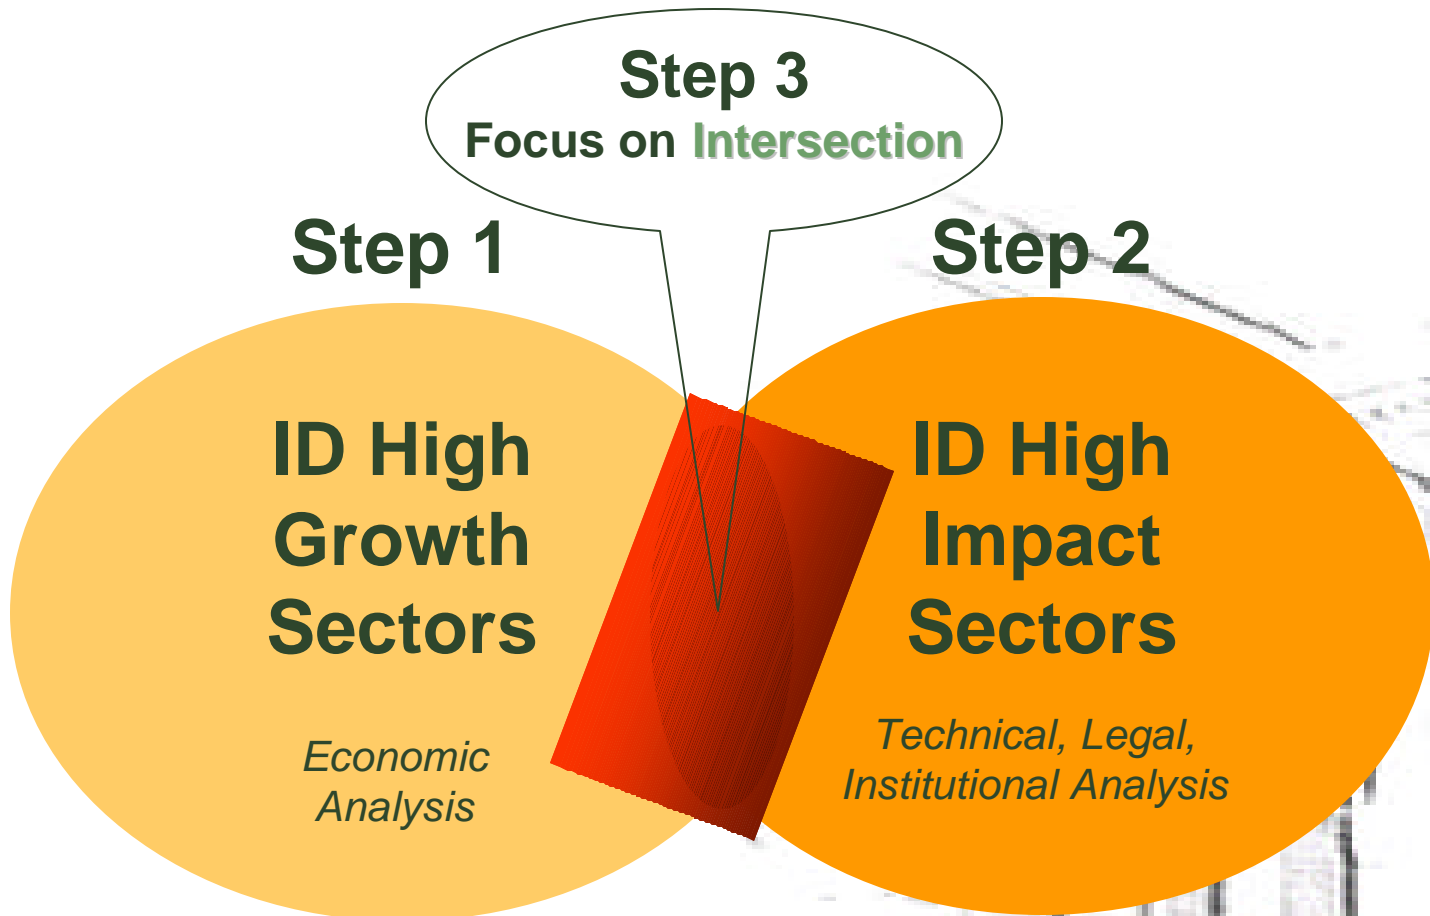 Step 3
Focus on Intersection
Step 1
ID High
Growth
Sectors
Economic
Analysis
Step 2
ID High
Impact
Sectors
Technical, Legal,
Institutional Analysis